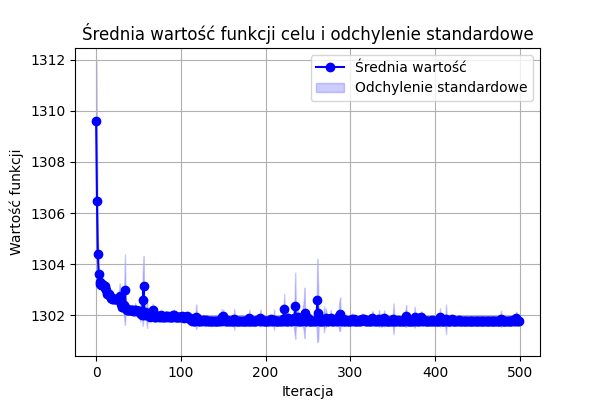 Średnia wartość funkcji celu i odchylenie standardowe
Średnia wartość
Odchylenie standardowe
Wartość funkcji
1312
1310
1308
1306
1304
1302
0 100 200 300 400 500
Iteracja